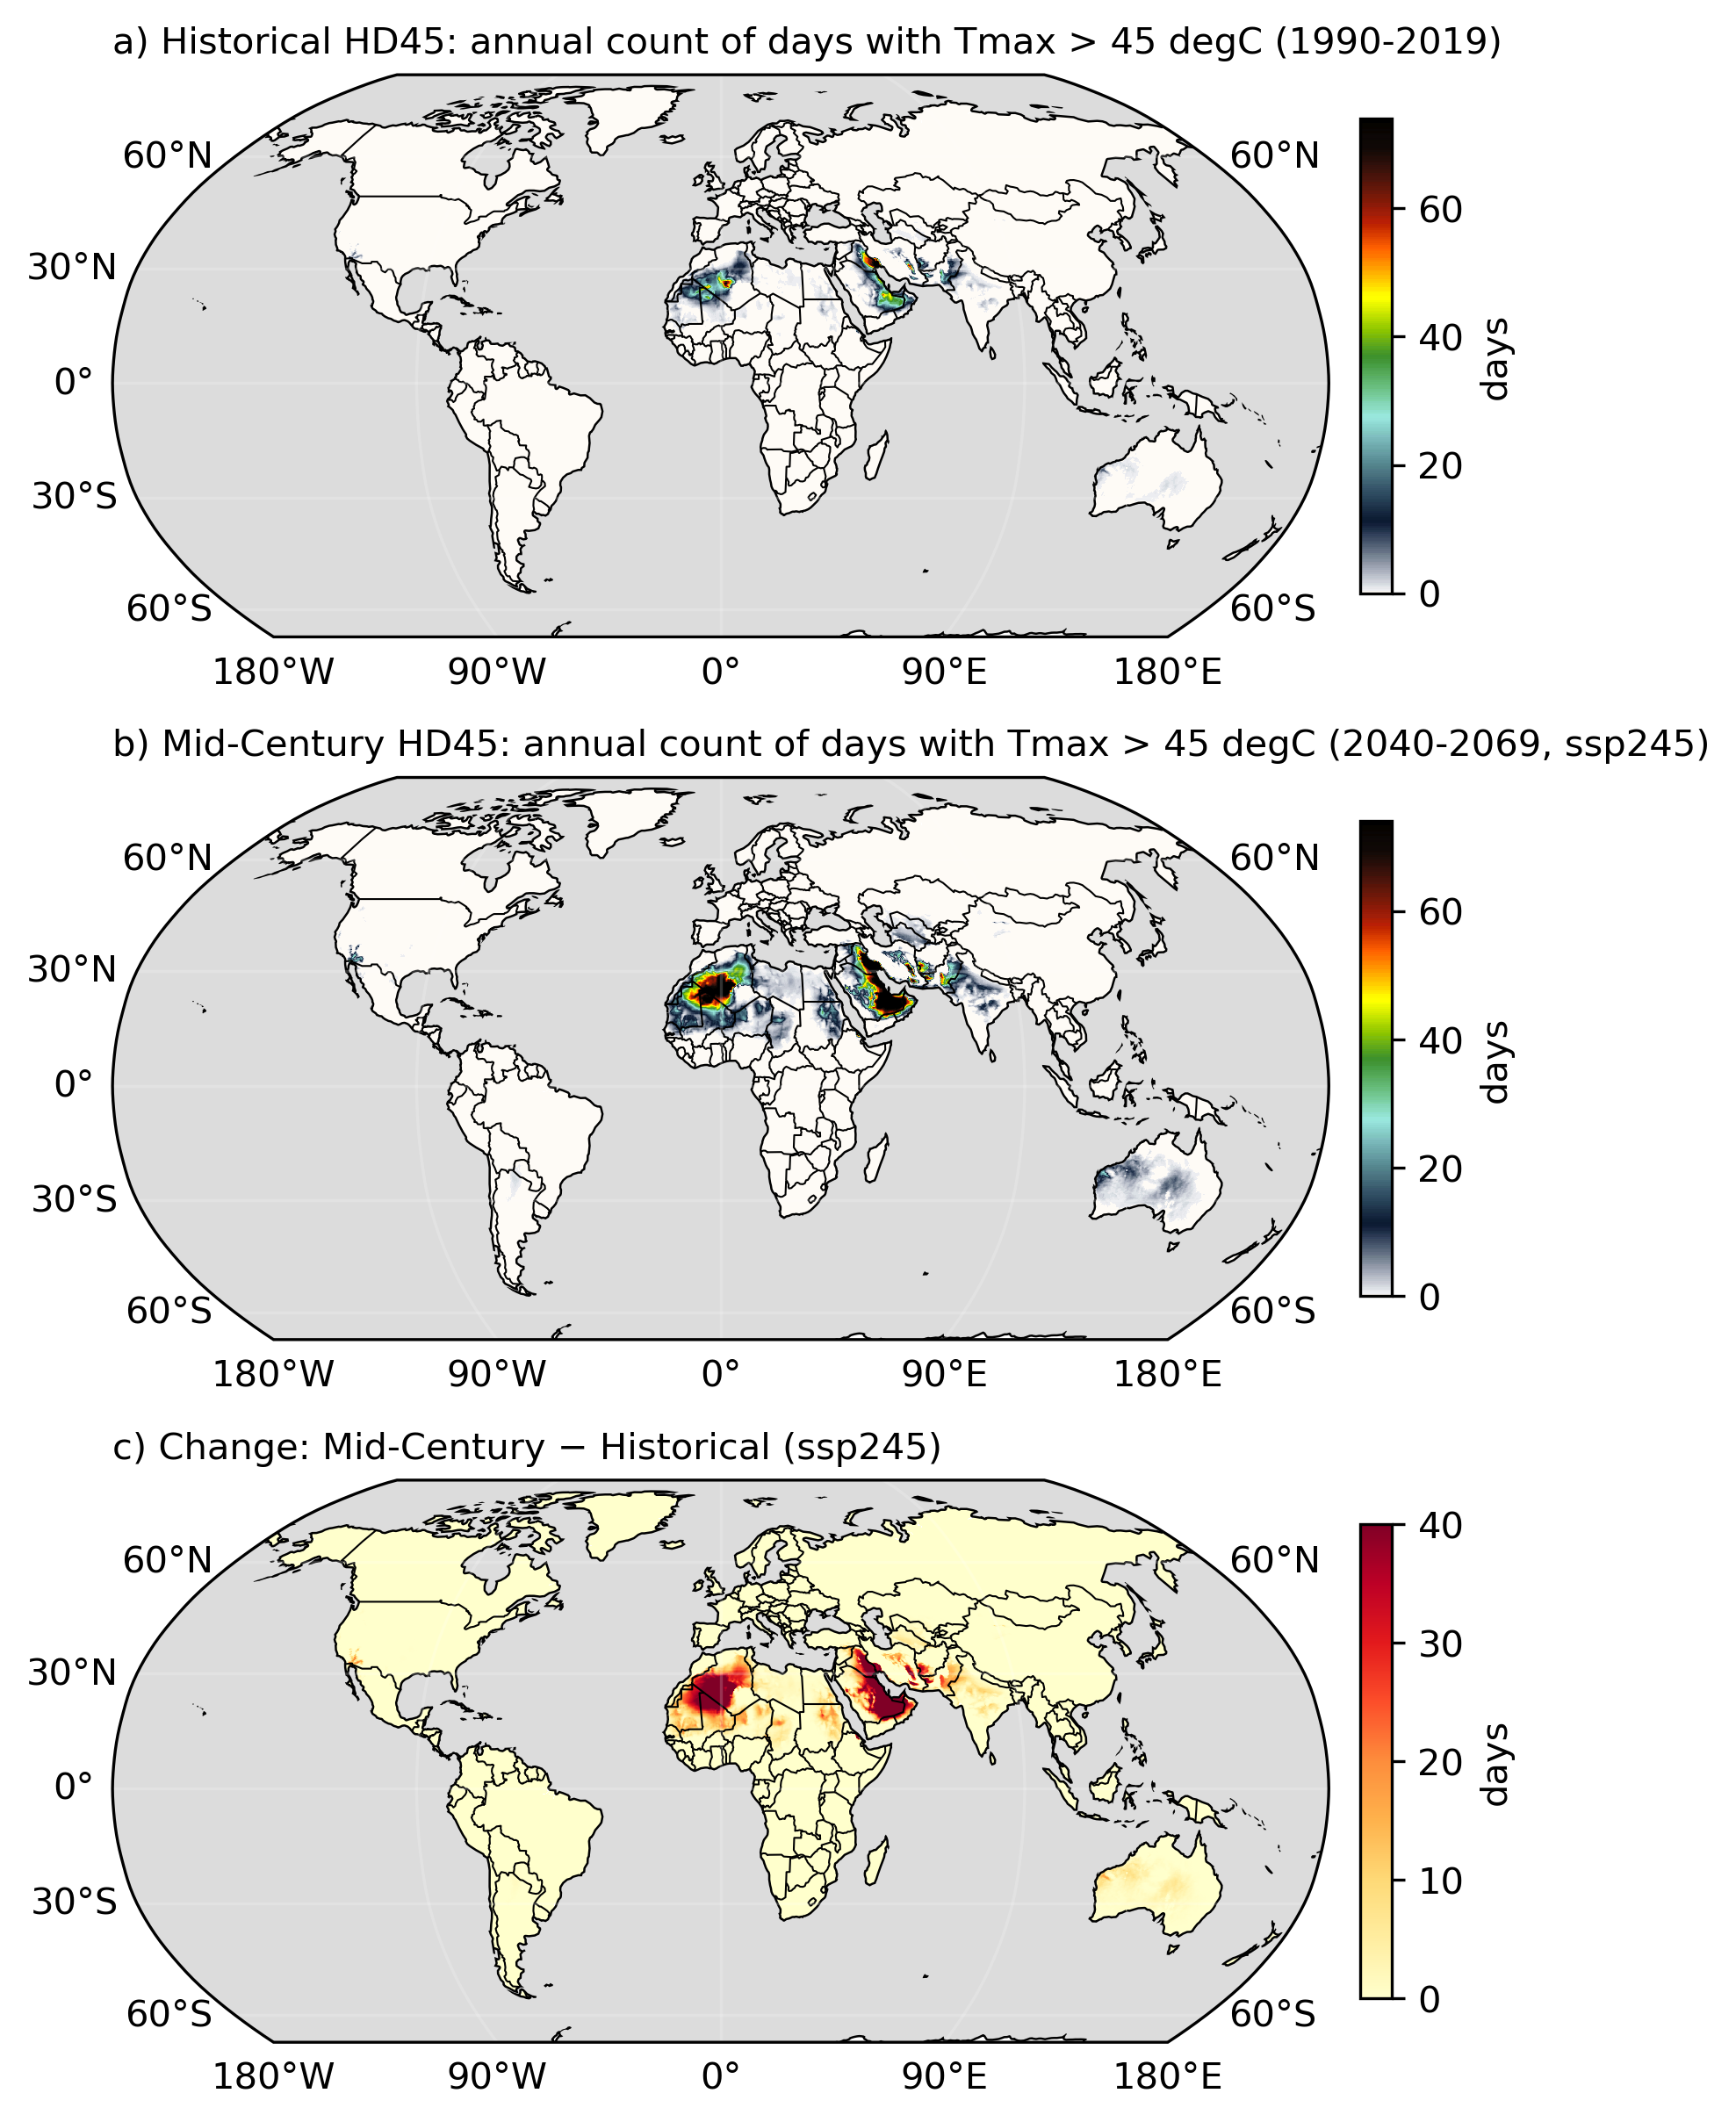 a) Historical HD45: annual count of days with Tmax > 45 degC (1990-2019)
60°N 60°N
30°N
0°
30°S
60°S 60°S
180°W 90°W 0° 90°E 180°E
60
40
20
0
days
b) Mid-Century HD45: annual count of days with Tmax > 45 degC (2040-2069, ssp245)
60°N 60°N
30°N
0°
30°S
60°S 60°S
180°W 90°W 0° 90°E 180°E
60
40
20
0
days
c) Change: Mid-Century − Historical (ssp245)
60°N 60°N
30°N
0°
30°S
60°S 60°S
180°W 90°W 0° 90°E 180°E
40
30
20
10
0
days